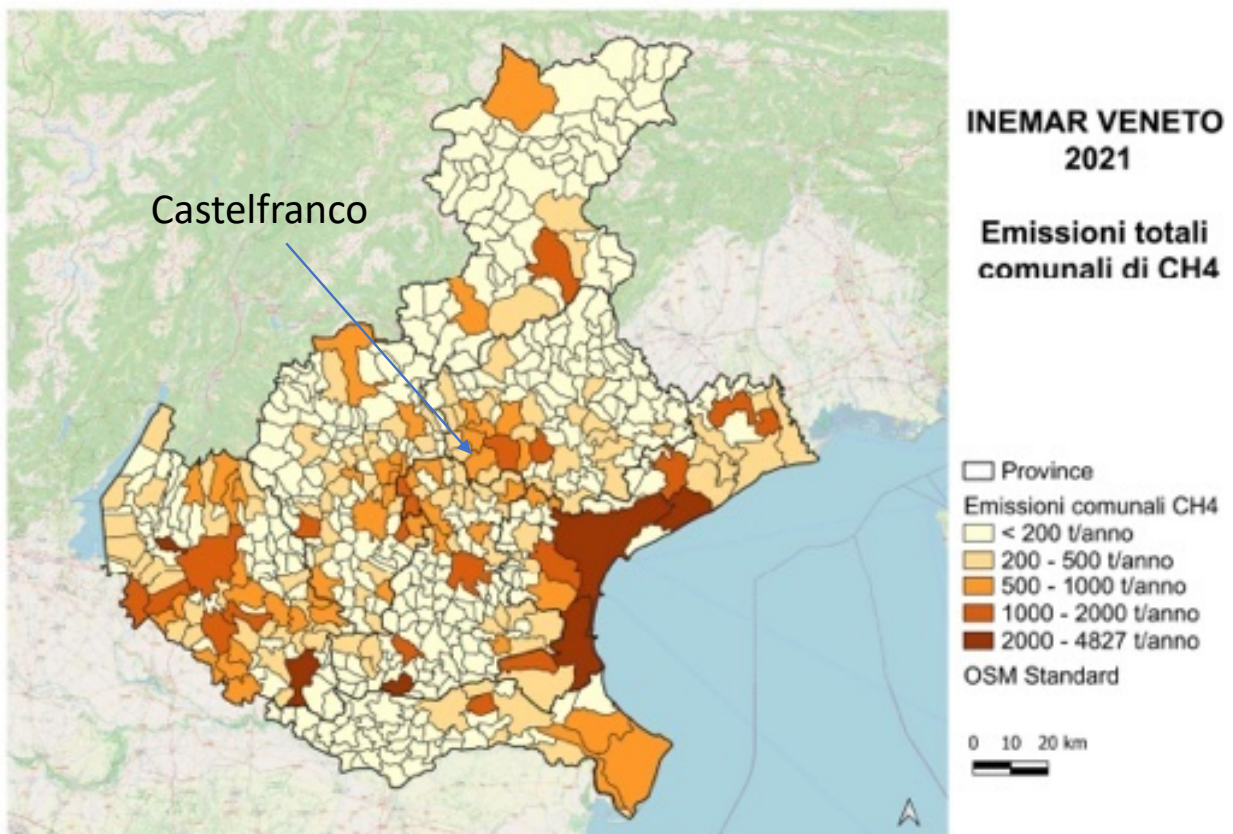 INEMAR VENETO
2021
Emissioni totali
comunali di CH4
Castelfranco
Province
Emissioni comunali CH4
< 200 t/anno
200 - 500 t/anno
500 - 1000 t/anno
1000 - 2000 t/anno
2000 - 4827 t/anno
OSM Standard
0 10 20 km